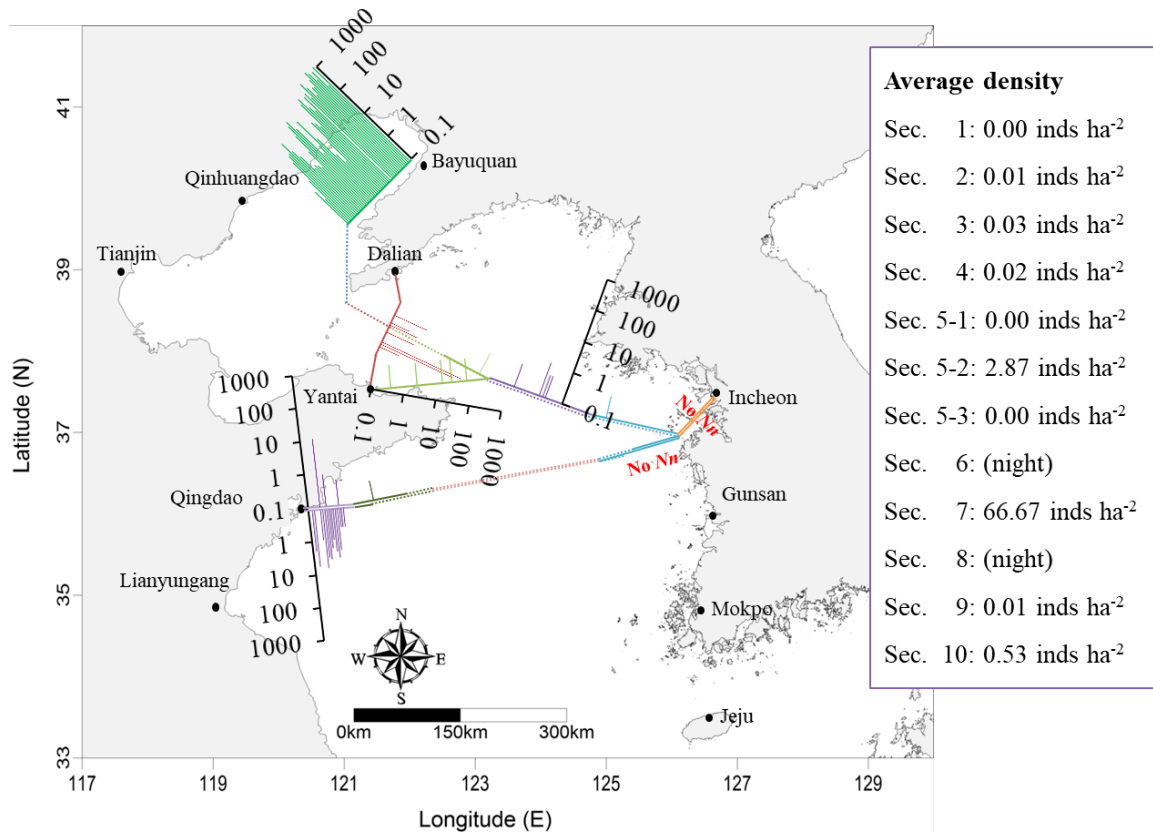 1000
100
10
1
0.1
41
39
37
35
33
Latitude (N)
Bayuquan
Qinhuangdao
Tianjin
Dalian
1000
100
10
1
0.1
Yantai
0.1
1
10
100
1000
1000
100
10
1
0.1
1
10
100
1000
Qingdao
Lianyungang
Incheon
No Nn
No Nn
Gunsan
Mokpo
Jeju
N
W
E
S
0km
150km
300km
117
119
121
123
125
127
129
Longitude (E)
Average density
Sec. 1: 0.00 inds ha-2
Sec. 2: 0.01 inds ha-2
Sec. 3: 0.03 inds ha-2
Sec. 4: 0.02 inds ha-2
Sec. 5-1: 0.00 inds ha-2
Sec. 5-2: 2.87 inds ha-2
Sec. 5-3: 0.00 inds ha-2
Sec. 6: (night)
Sec. 7: 66.67 inds ha-2
Sec. 8: (night)
Sec. 9: 0.01 inds ha-2
Sec. 10: 0.53 inds ha-2